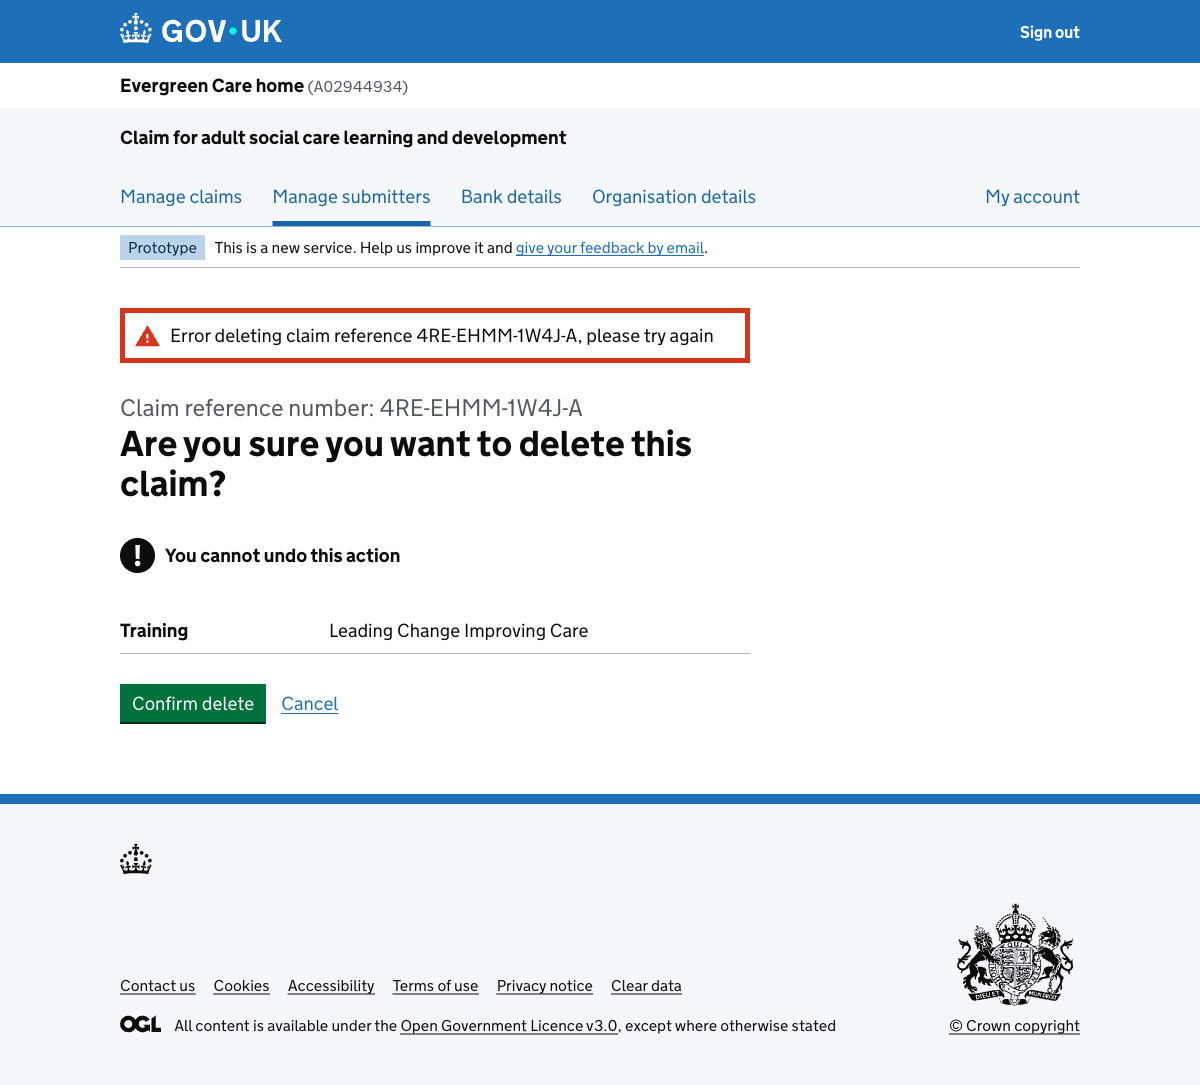 GOV·UK
Sign out
Evergreen Care home (A02944934)
Claim for adult social care learning and development
Manage claims Manage submitters Bank details Organisation details My account
Prototype This is a new service. Help us improve it and give your feedback by email.
Error deleting claim reference 4RE-EHMM-1W4J-A, please try again
Claim reference number: 4RE-EHMM-1W4J-A
Are you sure you want to delete this
claim?
! You cannot undo this action
Training Leading Change Improving Care
Confirm delete Cancel
Contact us Cookies Accessibility Terms of use Privacy notice Clear data
OGL All content is available under the Open Government Licence v3.0, except where otherwise stated
© Crown copyright